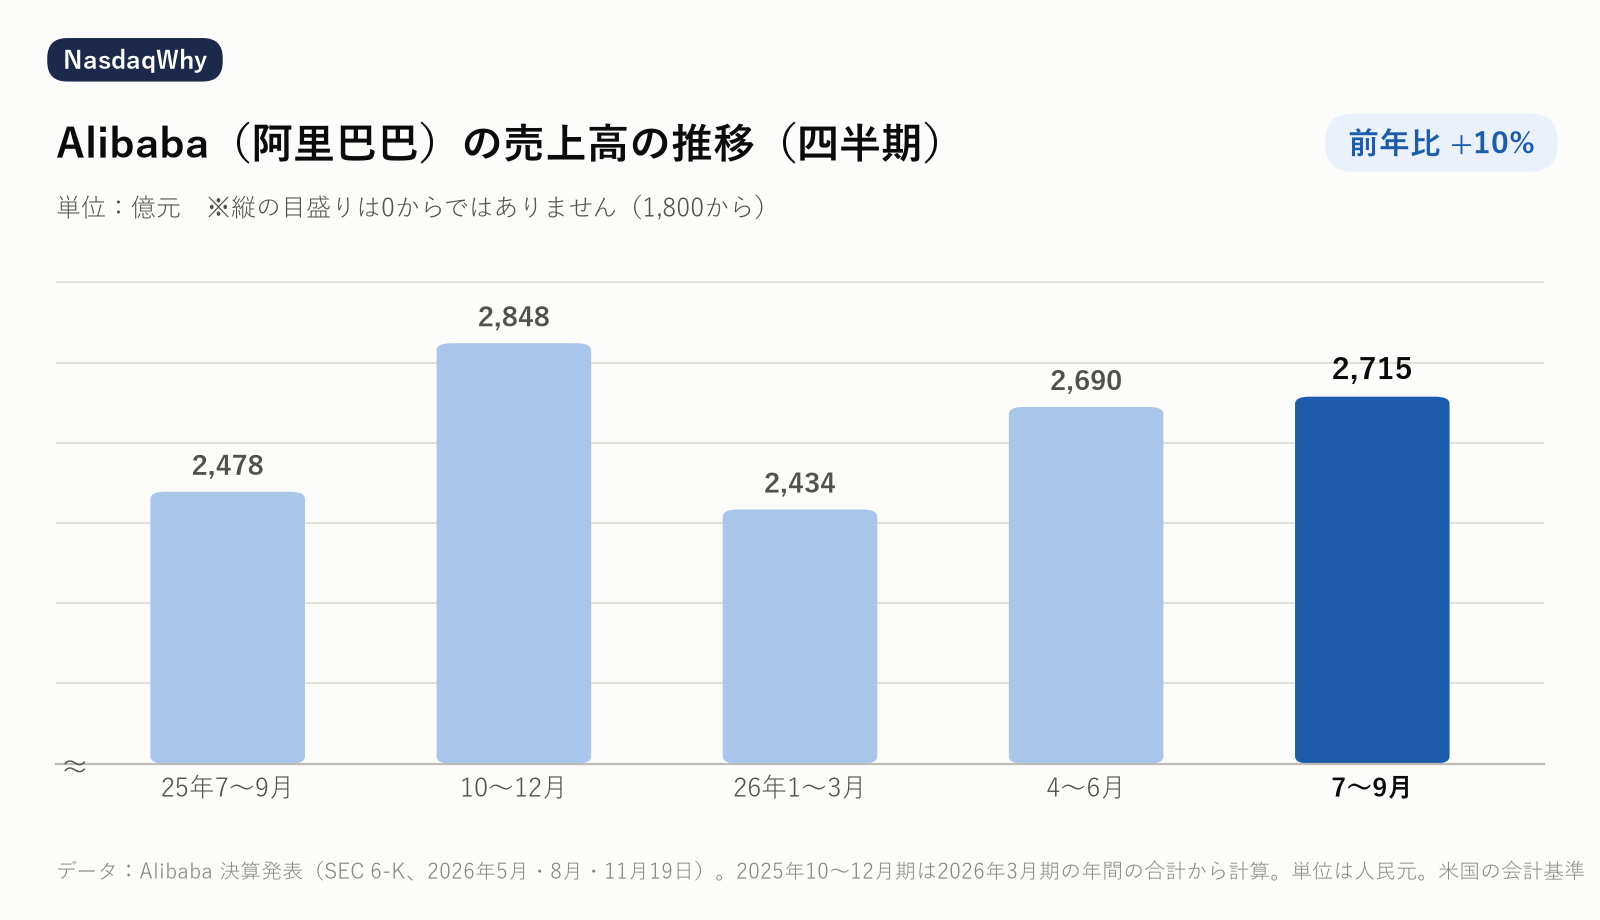 NasdaqWhy
Alibaba（阿里巴巴）の売上高の推移（四半期）
前年比 +10%
単位：億元　※縦の目盛りは0からではありません（1,800から）
2,478
2,848
2,434
2,690
2,715
≈
25年7〜9月
10〜12月
26年1〜3月
4〜6月
7〜9月
データ：Alibaba 決算発表（SEC 6-K、2026年5月・8月・11月19日）。2025年10〜12月期は2026年3月期の年間の合計から計算。単位は人民元。米国の会計基準